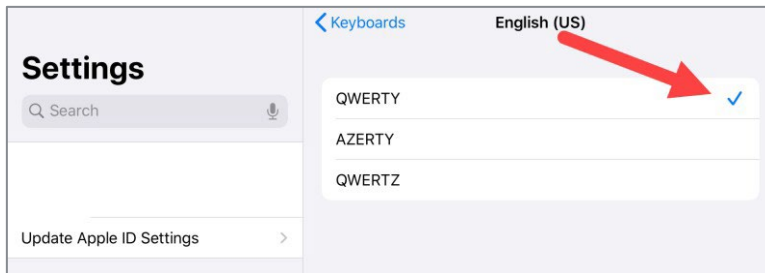 Settings
Search
Update Apple ID Settings
Keyboards
English (US)
QWERTY
AZERTY
QWERTZ